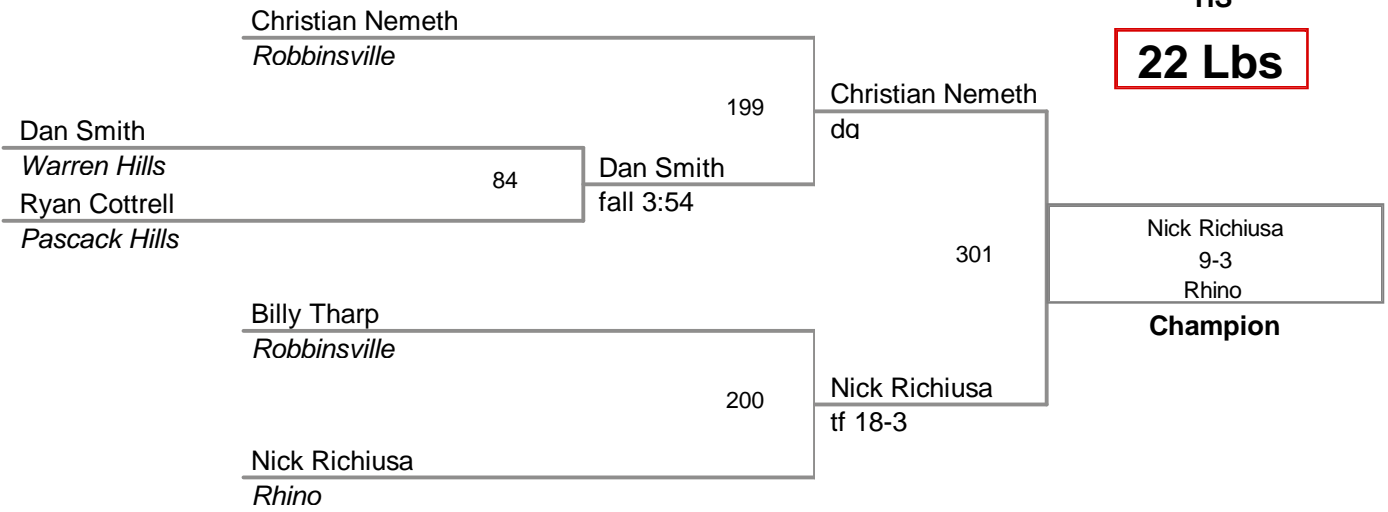 HS
22 Lbs
Christian Nemeth
Robbinsville
199
Christian Nemeth
dq
Dan Smith
Warren Hills
84
Dan Smith
fall 3:54
Ryan Cottrell
Pascack Hills
301
Nick Richiusa
9-3
Rhino
Champion
Billy Tharp
Robbinsville
200
Nick Richiusa
tf 18-3
Nick Richiusa
Rhino